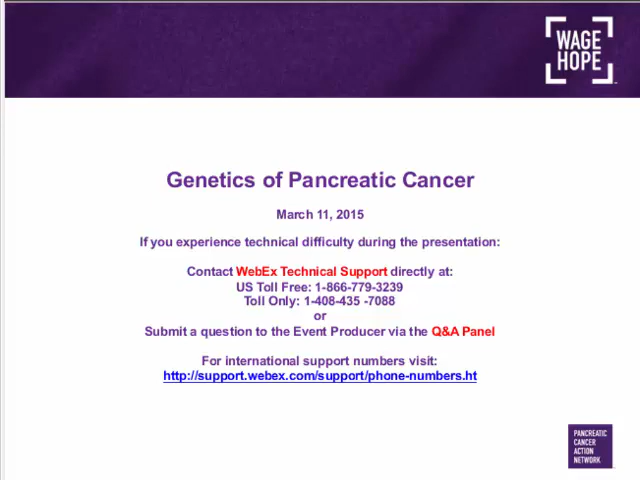 WAGE
HOPE
Genetics of Pancreatic Cancer
March 11, 2015
If you experience technical difficulty during the presentation:
Contact WebEx Technical Support directly at:
US Toll Free: 1-866-779-3239
Toll Only: 1-408-435 -7088
or
Submit a question to the Event Producer via the Q&A Panel
For international support numbers visit:
http://support.webex.com/support/phone-numbers.ht
PANCREATIC
CANCER
ACTION
NETWORK